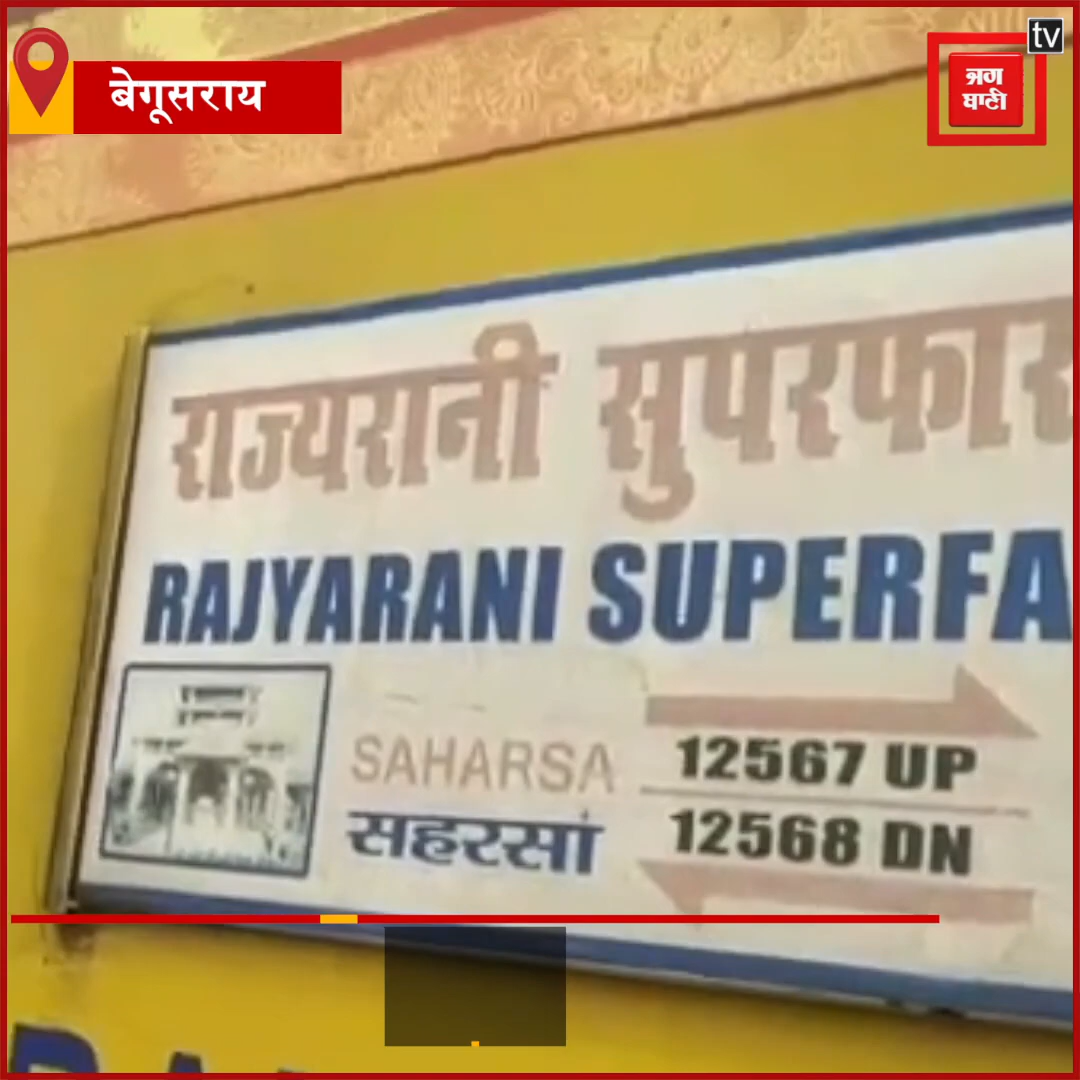 बेगूसराय
tv
जग
बाणी
राज्यरानी सुपरफास
RAJYARANI SUPERFA
SAHARSA
सहरसा
12567 UP
12568 DN